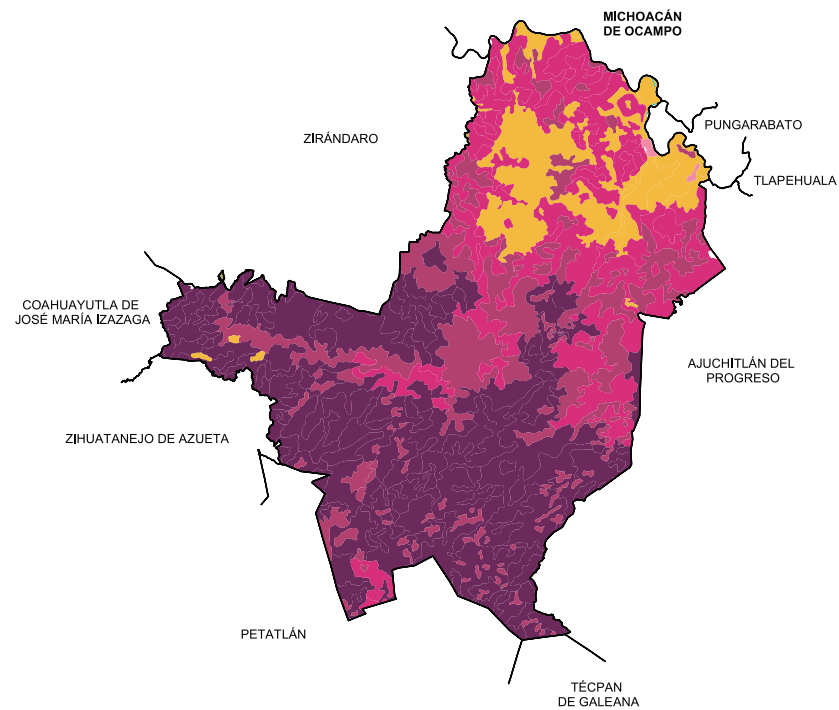 MICHOACÁN
DE OCAMPO
PUNGARABATO
ZIRÁNDARO
TLAPEHUALA
COAHUAYUTLA DE
JOSÉ MARÍA IZAZAGA
AJUCHITLÁN DEL
PROGRESO
ZIHUATANEJO DE AZUETA
PETATLÁN
TÉCPAN
DE GALEANA